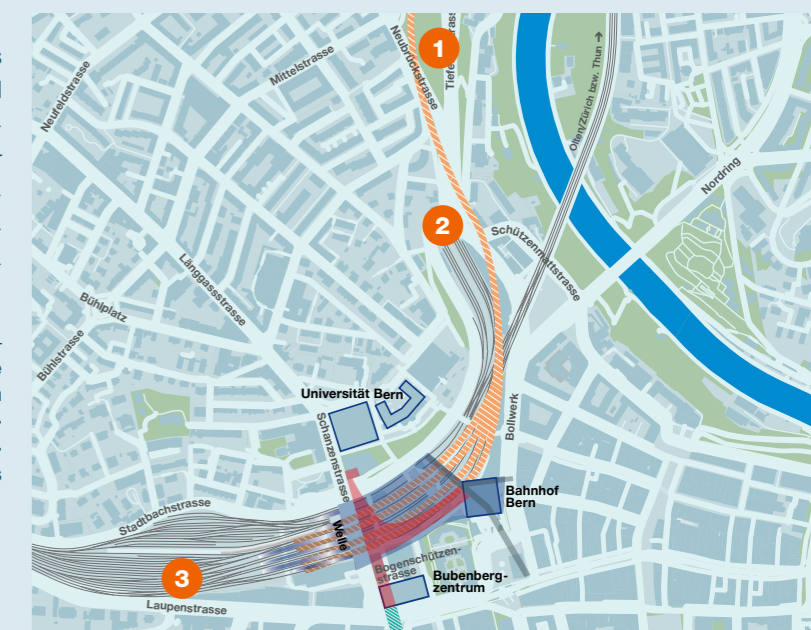 1
Neubrückstrasse
Mittelstrasse
Neufeldstrasse
Olten/Zürich bzw. Thun →
Nordring
2
Schützenmattstrasse
Länggassstrasse
Bühlplatz
Bühlstrasse
Universität Bern
Schanzenstrasse
Bollwerk
Bahnhof
Bern
Stadtbachstrasse
Welle
Bogenschützen-
strasse
3
Bubenberg-
zentrum
Laupenstrasse